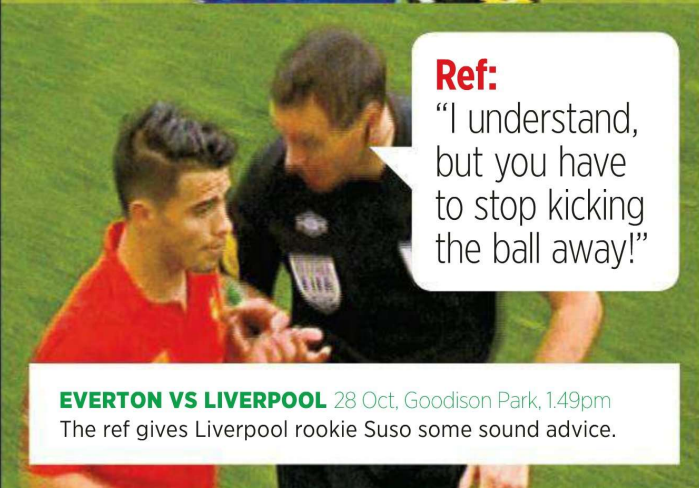 Ref:
“I understand,
but you have
to stop kicking
the ball away!”
EVERTON VS LIVERPOOL 28 Oct, Goodison Park, 1.49pm
The ref gives Liverpool rookie Suso some sound advice.